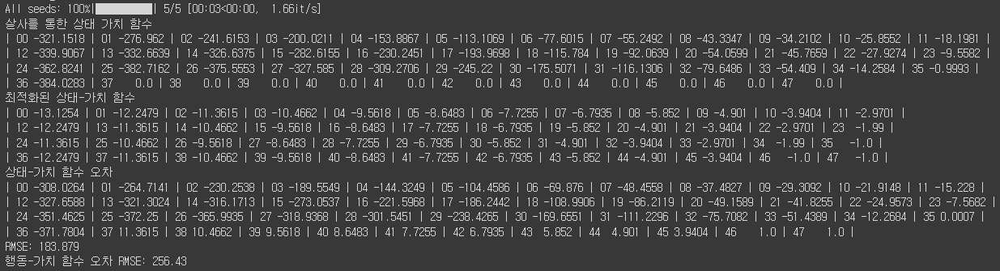 All seeds: 100%|██████████| 5/5 [00:03<00:00,  1.66it/s]
살사를 통한 상태 가치 함수
| 00 -321.1518 | 01 -276.962 | 02 -241.6153 | 03 -200.0211 | 04 -153.8867 | 05 -113.1069 | 06 -77.6015 | 07 -55.2492 | 08 -43.3347 | 09 -34.2102 | 10 -25.8552 | 11 -18.1981 |
| 12 -339.9067 | 13 -332.6639 | 14 -326.6375 | 15 -282.6155 | 16 -230.2451 | 17 -193.9698 | 18 -115.784 | 19 -92.0639 | 20 -54.0599 | 21 -45.7659 | 22 -27.9274 | 23 -9.5582 |
| 24 -362.8241 | 25 -382.7162 | 26 -375.5553 | 27 -327.585 | 28 -309.2706 | 29 -245.22 | 30 -175.5071 | 31 -116.1306 | 32 -79.6486 | 33 -54.409 | 34 -14.2584 | 35 -0.9993 |
| 36 -384.0283 | 37    0.0 | 38    0.0 | 39    0.0 | 40    0.0 | 41    0.0 | 42    0.0 | 43    0.0 | 44    0.0 | 45    0.0 | 46    0.0 | 47    0.0 |
최적화된 상태-가치 함수
| 00 -13.1254 | 01 -12.2479 | 02 -11.3615 | 03 -10.4662 | 04 -9.5618 | 05 -8.6483 | 06 -7.7255 | 07 -6.7935 | 08 -5.852 | 09 -4.901 | 10 -3.9404 | 11 -2.9701 |
| 12 -12.2479 | 13 -11.3615 | 14 -10.4662 | 15 -9.5618 | 16 -8.6483 | 17 -7.7255 | 18 -6.7935 | 19 -5.852 | 20 -4.901 | 21 -3.9404 | 22 -2.9701 | 23  -1.99 |
| 24 -11.3615 | 25 -10.4662 | 26 -9.5618 | 27 -8.6483 | 28 -7.7255 | 29 -6.7935 | 30 -5.852 | 31 -4.901 | 32 -3.9404 | 33 -2.9701 | 34  -1.99 | 35   -1.0 |
| 36 -12.2479 | 37 -11.3615 | 38 -10.4662 | 39 -9.5618 | 40 -8.6483 | 41 -7.7255 | 42 -6.7935 | 43 -5.852 | 44 -4.901 | 45 -3.9404 | 46   -1.0 | 47   -1.0 |
상태-가치 함수 오차
| 00 -308.0264 | 01 -264.7141 | 02 -230.2538 | 03 -189.5549 | 04 -144.3249 | 05 -104.4586 | 06 -69.876 | 07 -48.4558 | 08 -37.4827 | 09 -29.3092 | 10 -21.9148 | 11 -15.228 |
| 12 -327.6588 | 13 -321.3024 | 14 -316.1713 | 15 -273.0537 | 16 -221.5968 | 17 -186.2442 | 18 -108.9906 | 19 -86.2119 | 20 -49.1589 | 21 -41.8255 | 22 -24.9573 | 23 -7.5682 |
| 24 -351.4625 | 25 -372.25 | 26 -365.9935 | 27 -318.9368 | 28 -301.5451 | 29 -238.4265 | 30 -169.6551 | 31 -111.2296 | 32 -75.7082 | 33 -51.4389 | 34 -12.2684 | 35 0.0007 |
| 36 -371.7804 | 37 11.3615 | 38 10.4662 | 39 9.5618 | 40 8.6483 | 41  7.7255 | 42 6.7935 | 43  5.852 | 44  4.901 | 45 3.9404 | 46    1.0 | 47    1.0 |
RMSE: 183.879
행동-가치 함수 오차 RMSE: 256.43